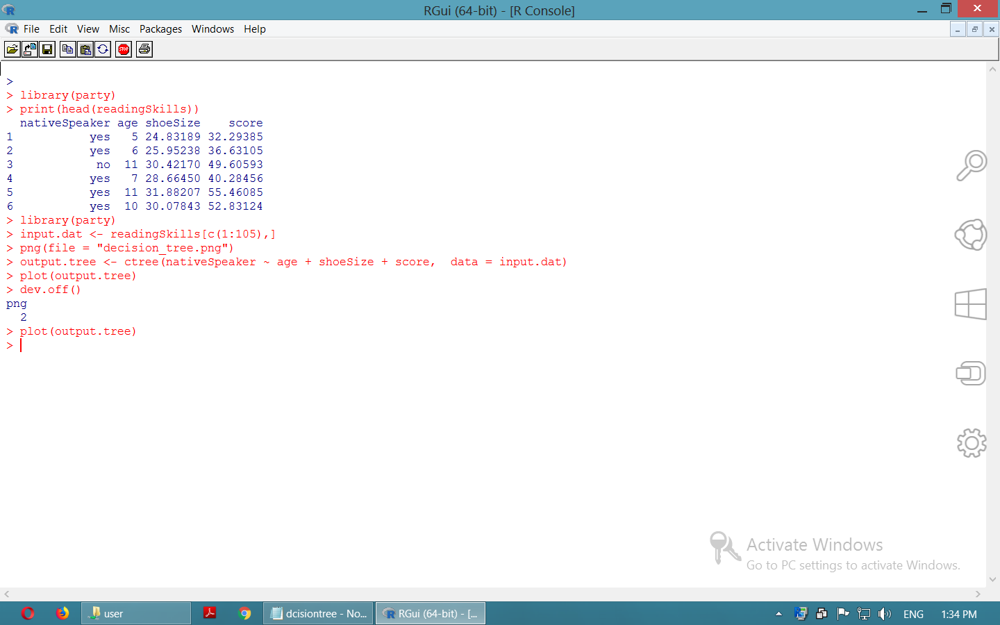 RGui (64-bit) - [R Console]
File Edit View Misc Packages Windows Help
STOP
>
> library(party)
> print(head(readingSkills))
  nativeSpeaker age shoeSize    score
1           yes   5 24.83189 32.29385
2           yes   6 25.95238 36.63105
3            no  11 30.42170 49.60593
4           yes   7 28.66450 40.28456
5           yes  11 31.88207 55.46085
6           yes  10 30.07843 52.83124
> library(party)
> input.dat <- readingSkills[c(1:105),]
> png(file = "decision_tree.png")
> output.tree <- ctree(nativeSpeaker ~ age + shoeSize + score,  data = input.dat)
> plot(output.tree)
> dev.off()
png
  2
> plot(output.tree)
>
Activate Windows
Go to PC settings to activate Windows.
user
dcisiontree - No...
RGui (64-bit) - [...
ENG
1:34 PM